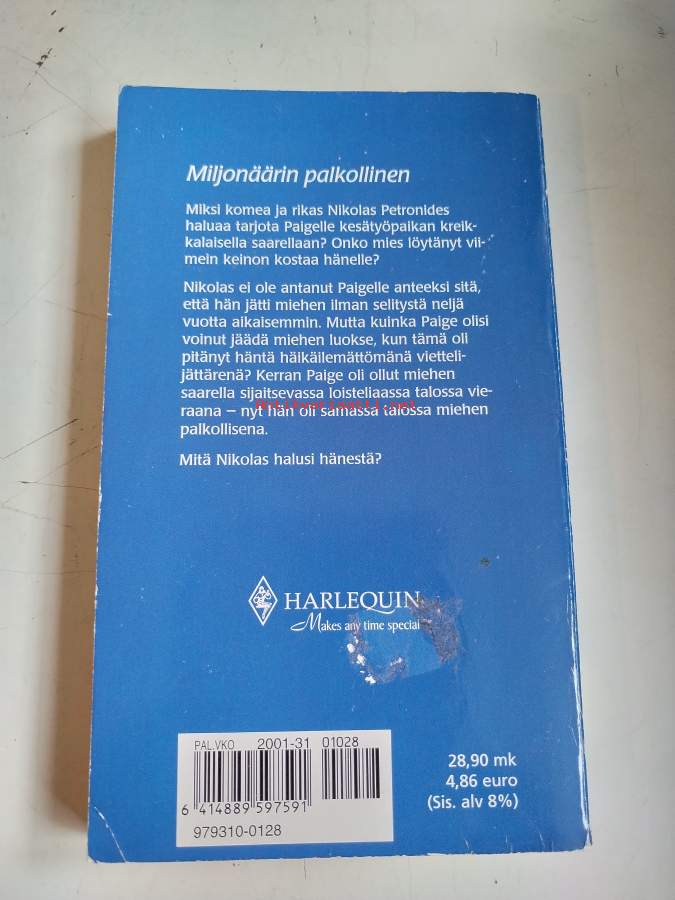 Miljonäärin palkollinen
Miksi komea ja rikas Nikolas Petronides
haluaa tarjota Paigelle kesätyöpaikan kreik-
kalaisella saarellaan? Onko mies löytänyt vii-
mein keinon kostaa hänelle?
Nikolas ei ole antanut Paigelle anteeksi sitä,
että hän jätti miehen ilman selitystä neljä
vuotta aikaisemmin. Mutta kuinka Paige olisi
voinut jäädä miehen luokse, kun tämä oli
pitänyt häntä hälkäilemättömänä vietteli-
jättärenä? Kerran Paige oli ollut miehen
saarella sijaitsevassa loisteliaassa talossa vie-
Antikvariaatti.net
raana – nyt hän oli samassa talossa miehen
palkollisena.
Mitä Nikolas halusi hänestä?
HARLEQUIN
Makes any time special
PAL.VKO 2001-31 01028
6 414889 597591
979310-0128
28,90 mk
4,86 euro
(Sis. alv 8%)